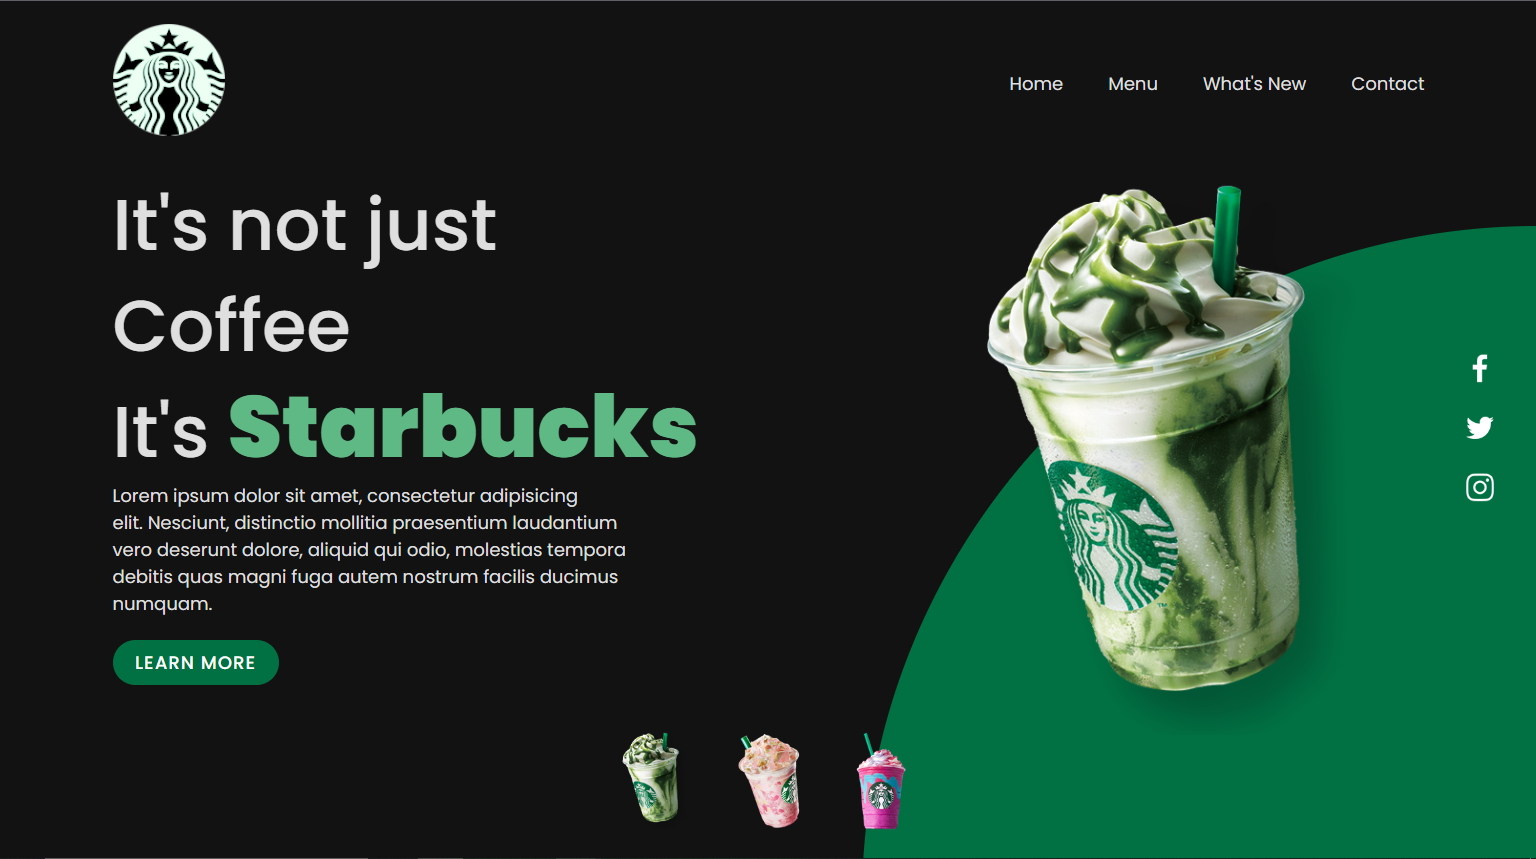 Home Menu What's New Contact
It's not just
Coffee
It's Starbucks
Lorem ipsum dolor sit amet, consectetur adipisicing
elit. Nesciunt, distinctio mollitia praesentium laudantium
vero deserunt dolore, aliquid qui odio, molestias tempora
debitis quas magni fuga autem nostrum facilis ducimus
numquam.
LEARN MORE
TM